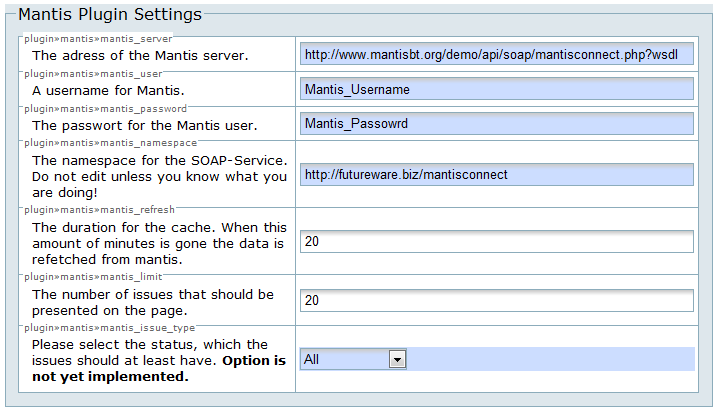 Mantis Plugin Settings
plugin»mantis»mantis_server
The adress of the Mantis server.
http://www.mantisbt.org/demo/api/soap/mantisconnect.php?wsdl
plugin»mantis»mantis_user
A username for Mantis.
Mantis_Username
plugin»mantis»mantis_password
The passwort for the Mantis user.
Mantis_Passowrd
plugin»mantis»mantis_namespace
The namespace for the SOAP-Service.
Do not edit unless you know what you
are doing!
http://futureware.biz/mantisconnect
plugin»mantis»mantis_refresh
The duration for the cache. When this
amount of minutes is gone the data is
refetched from mantis.
20
plugin»mantis»mantis_limit
The number of issues that should be
presented on the page.
20
plugin»mantis»mantis_issue_type
Please select the status, which the
issues should at least have. Option is
not yet implemented.
All